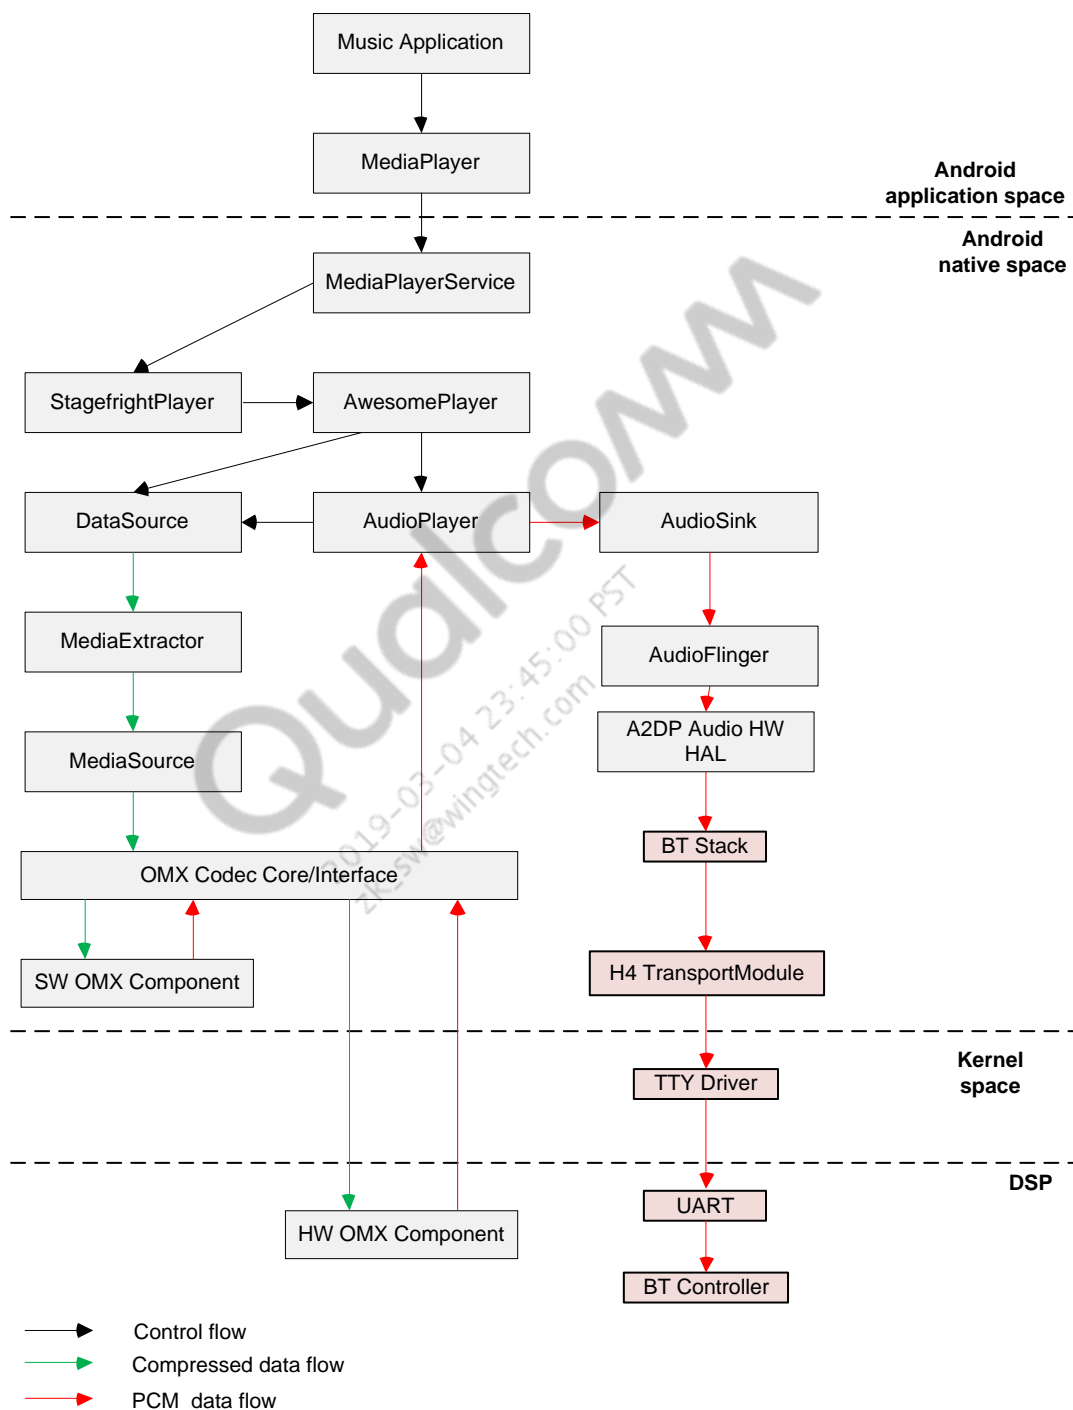 Music Application
MediaPlayer
Android
application space
Android
native space
MediaPlayerService
StagefrightPlayer
AwesomePlayer
DataSource
AudioPlayer
AudioSink
MediaExtractor
AudioFlinger
A2DP Audio HW
HAL
MediaSource
BT Stack
OMX Codec Core/Interface
SW OMX Component
H4 TransportModule
Kernel
space
TTY Driver
DSP
UART
HW OMX Component
BT Controller
Control flow
Compressed data flow
PCM data flow
Qualcomm
2019-03-04 23:45:00 PST
zk_sw@wingtech.com